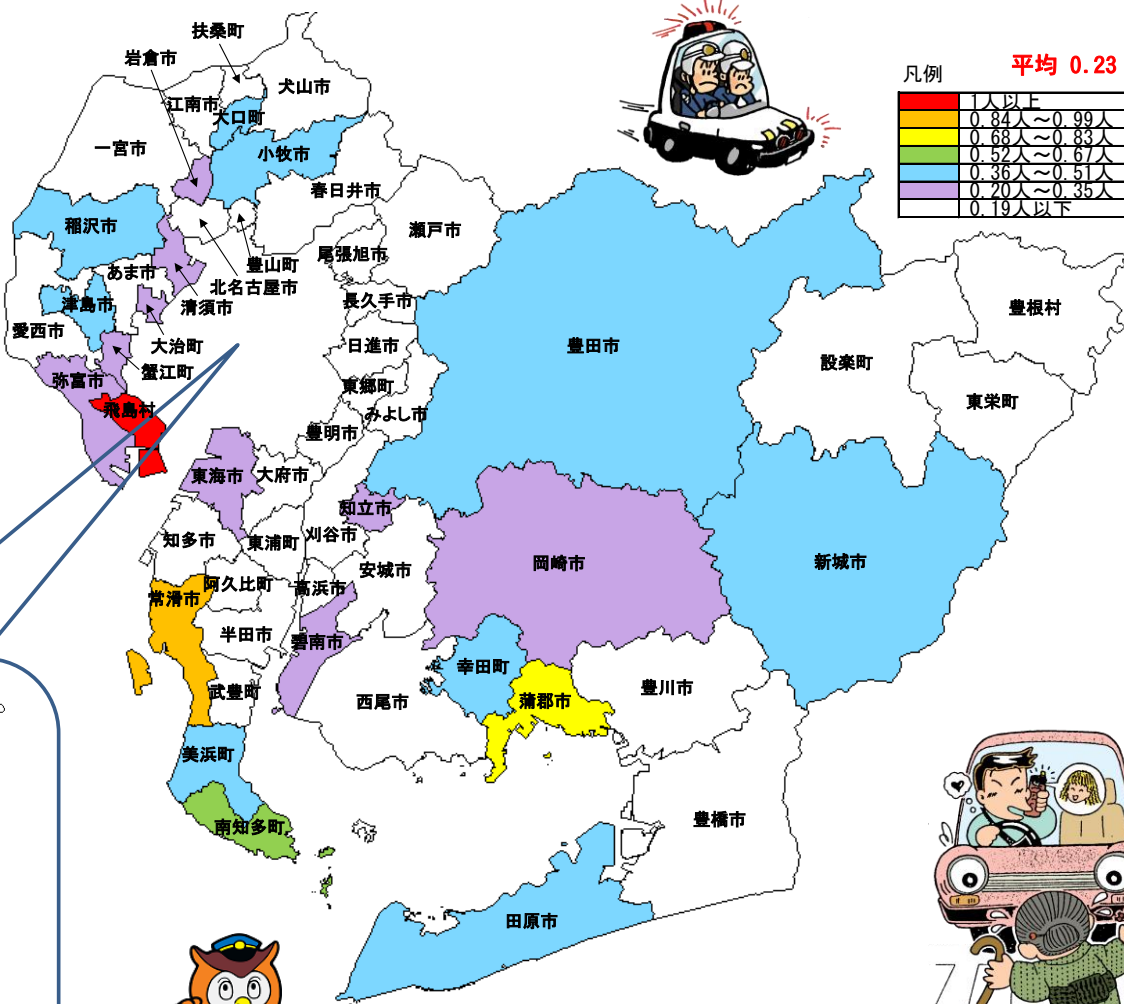 扶桑町
岩倉市
犬山市
江南市
大口町
一宮市
小牧市
春日井市
稲沢市
瀬戸市
尾張旭市
豊山町
あま市
北名古屋市
清須市
津島市
長久手市
愛西市
大治町
日進市
蟹江町
弥富市
東郷町
飛島村
みよし市
豊明市
豊田市
設楽町
豊根村
東栄町
東海市
大府市
知立市
知多市
東浦町
刈谷市
安城市
岡崎市
新城市
阿久比町
高浜市
常滑市
半田市
碧南市
武豊町
西尾市
幸田町
蒲郡市
豊川市
美浜町
南知多町
豊橋市
田原市
凡例
平均 0.23
1人以上
0.84人～0.99人
0.68人～0.83人
0.52人～0.67人
0.36人～0.51人
0.20人～0.35人
0.19人以下
。